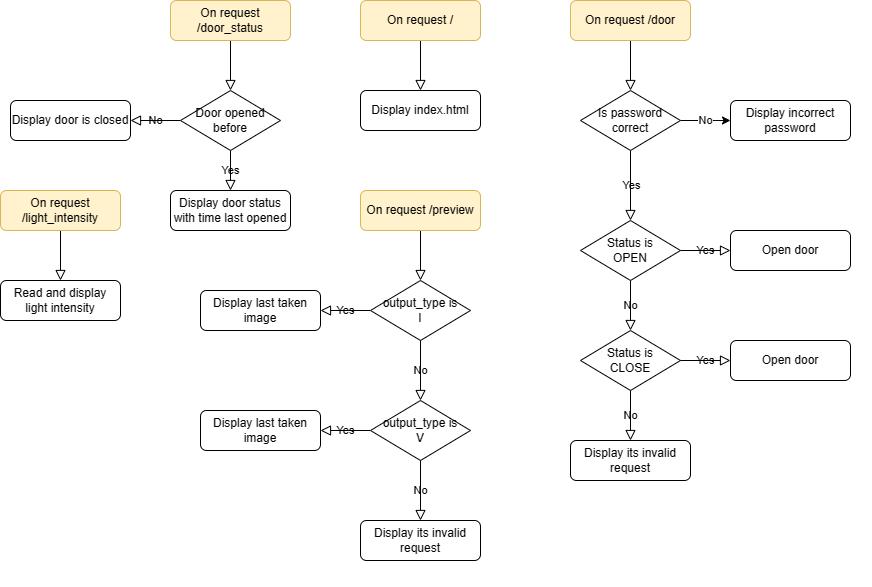 On request
/door_status
On request /
On request /door
Display door is closed
No
Door opened
before
Display index.html
Is password
correct
No
Display incorrect
password
Yes
Display door status
with time last opened
Yes
On request
/light_intensity
On request /preview
Status is
OPEN
Yes
Open door
Read and display
light intensity
Display last taken
image
Yes
output_type is
I
No
Status is
CLOSE
Yes
Open door
No
No
Display last taken
image
Yes
output_type is
V
Display its invalid
request
No
Display its invalid
request